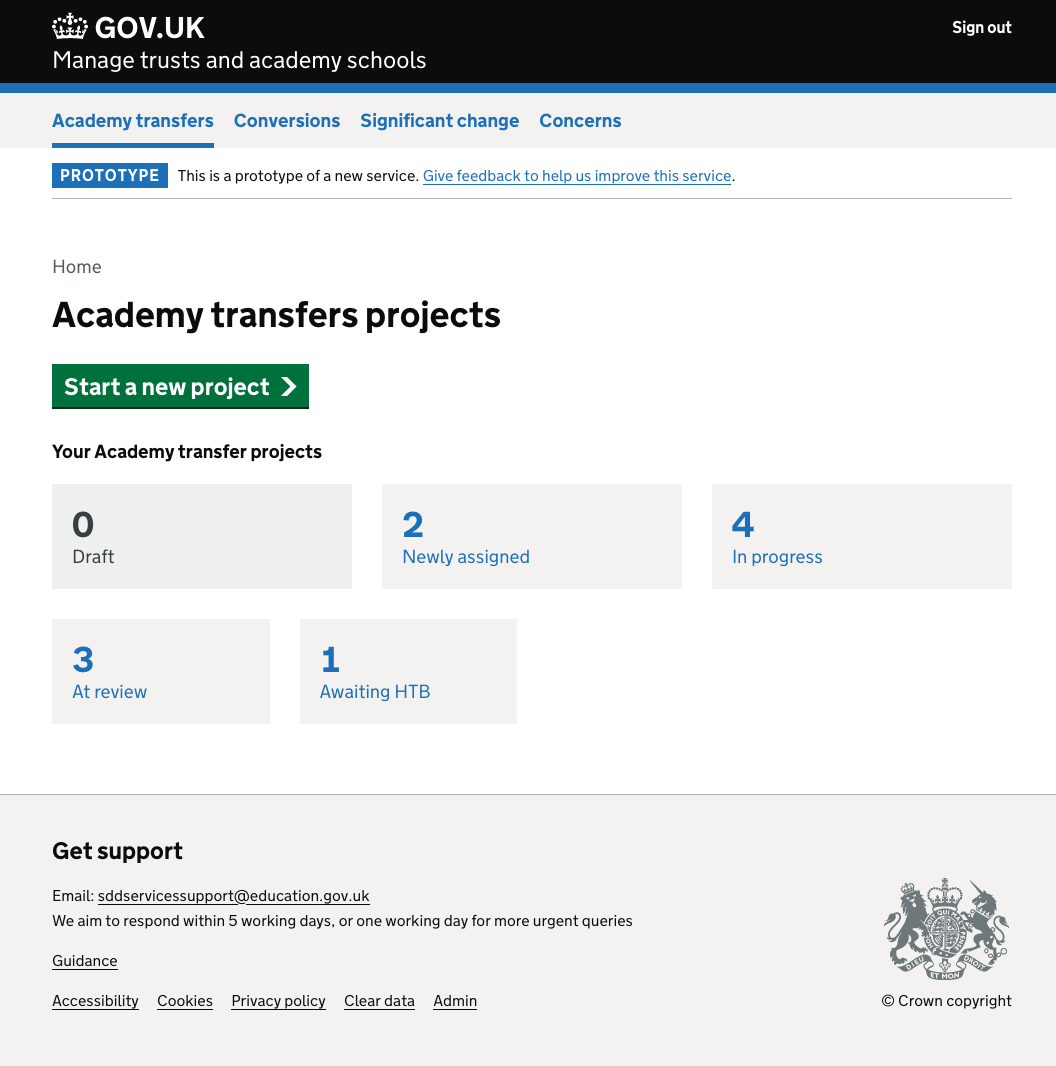 GOV.UK
Sign out
Manage trusts and academy schools
Academy transfers Conversions Significant change Concerns
PROTOTYPE This is a prototype of a new service. Give feedback to help us improve this service.
Home
Academy transfers projects
Start a new project
Your Academy transfer projects
0
Draft
2
Newly assigned
4
In progress
3
At review
1
Awaiting HTB
Get support
Email: sddservicessupport@education.gov.uk
We aim to respond within 5 working days, or one working day for more urgent queries
Guidance
Accessibility Cookies Privacy policy Clear data Admin
DIEU ET MON DROIT
© Crown copyright